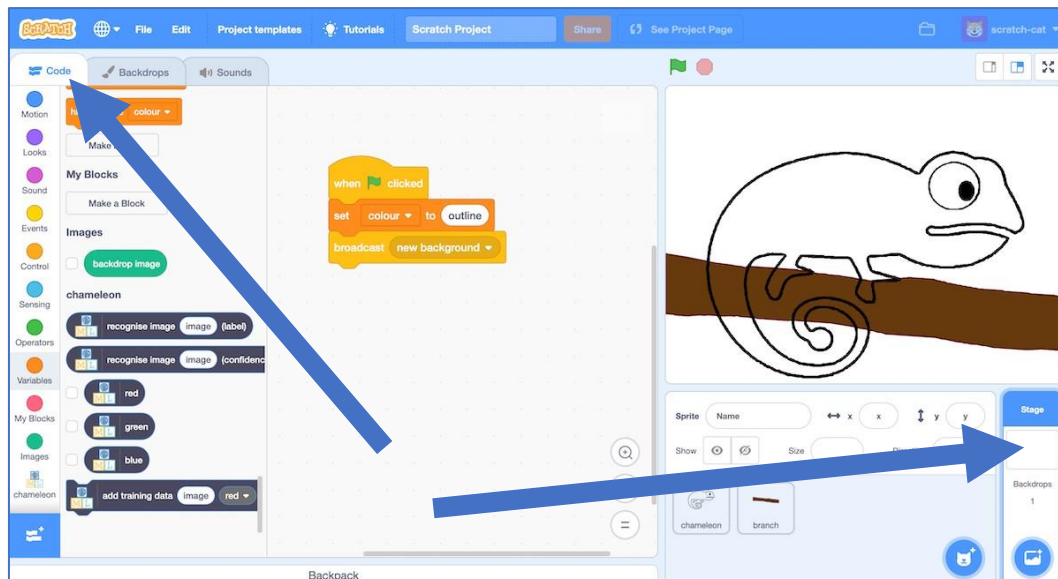 SCRATCH File Edit Project templates Tutorials Scratch Project Share See Project Page scratch-cat
Code Backdrops Sounds
Motion
Looks
Sound
Events
Control
Sensing
Operators
Variables
My Blocks
Images
chameleon
colour
Make
My Blocks
Make a Block
Images
backdrop image
chameleon
recognise image image (label)
recognise image image (confidenc
red
green
blue
add training data image red
when clicked
set colour to outline
broadcast new background
Sprite Name x x y y
Show Size
chameleon
branch
Stage
Backdrops
1
Backpack